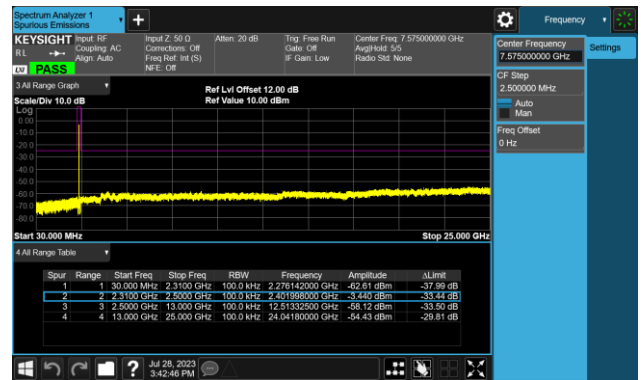 Spectrum Analyzer 1
Spurious Emissions
+
Frequency
KEYSIGHT Input: RF Input Z: 50 Ω Atten: 20 dB Trig: Free Run Center Freq: 7.575000000 GHz
RL Coupling: AC Corrections: Off Gate: Off Avg|Hold: 5/5
Align: Auto Freq Ref: Int (S) IF Gain: Low Radio Std: None
NFE: Off
LXI PASS
Center Frequency
7.575000000 GHz
Settings
CF Step
2.500000 MHz
Auto
Man
Freq Offset
0 Hz
3 All Range Graph
Ref Lvl Offset 12.00 dB
Scale/Div 10.0 dB Ref Value 10.00 dBm
Log
0.00
-10.0
-20.0
-30.0
-40.0
-50.0
-60.0
-70.0
-80.0
Start 30.000 MHz Stop 25.000 GHz
4 All Range Table
Spur Range Start Freq Stop Freq RBW Frequency Amplitude ΔLimit
1 1 30.000 MHz 2.3100 GHz 100.0 kHz 2.276142000 GHz -62.61 dBm -37.99 dB
2 2 2.3100 GHz 2.5000 GHz 100.0 kHz 2.401998000 GHz -3.440 dBm -33.44 dB
3 3 2.5000 GHz 13.000 GHz 100.0 kHz 12.51332500 GHz -58.12 dBm -33.50 dB
4 4 13.000 GHz 25.000 GHz 100.0 kHz 24.04180000 GHz -54.43 dBm -29.81 dB
? Jul 28, 2023
3:42:46 PM